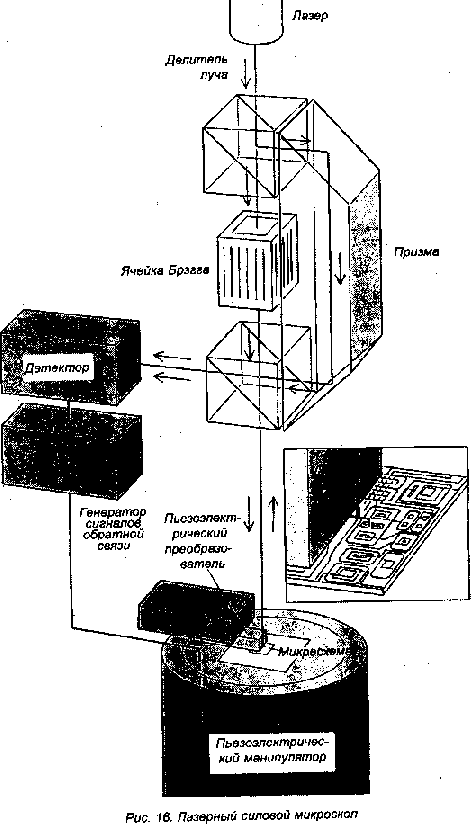 Лазер
Делитель
луча
Ячейка Брэгга
Призма
Детектор
Генератор
сигналов
обратной
связи
Пьезоэлект-
рический
преобразо-
ватель
Микросхема
Пьезоэлектричес-
кий манипулятор
Рис. 16. Лазерный силовой микроскоп